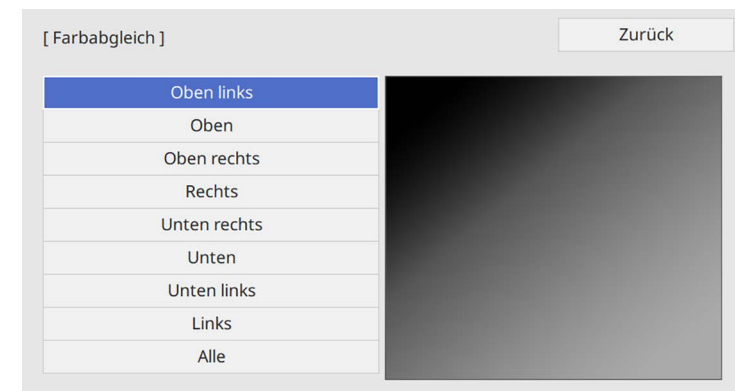 [ Farbabgleich ]
Zurück
Oben links
Oben
Oben rechts
Rechts
Unten rechts
Unten
Unten links
Links
Alle